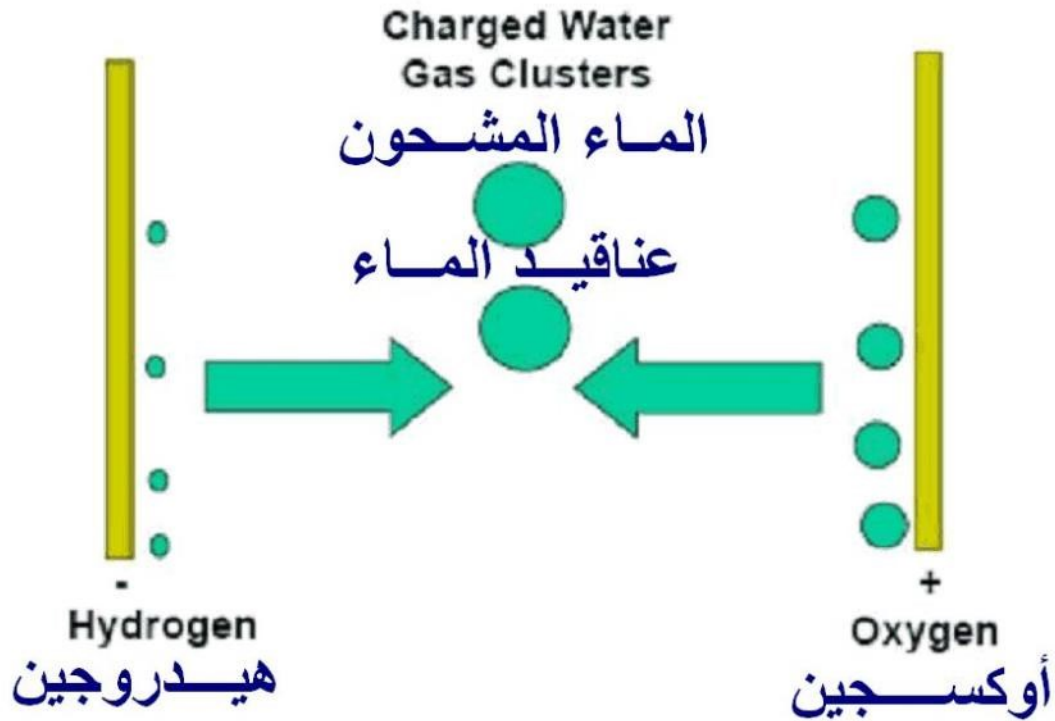 Charged Water
Gas Clusters
الماء المشحون
عناقيد الماء
-
Hydrogen
هيدروجين
+
Oxygen
أوكسجين